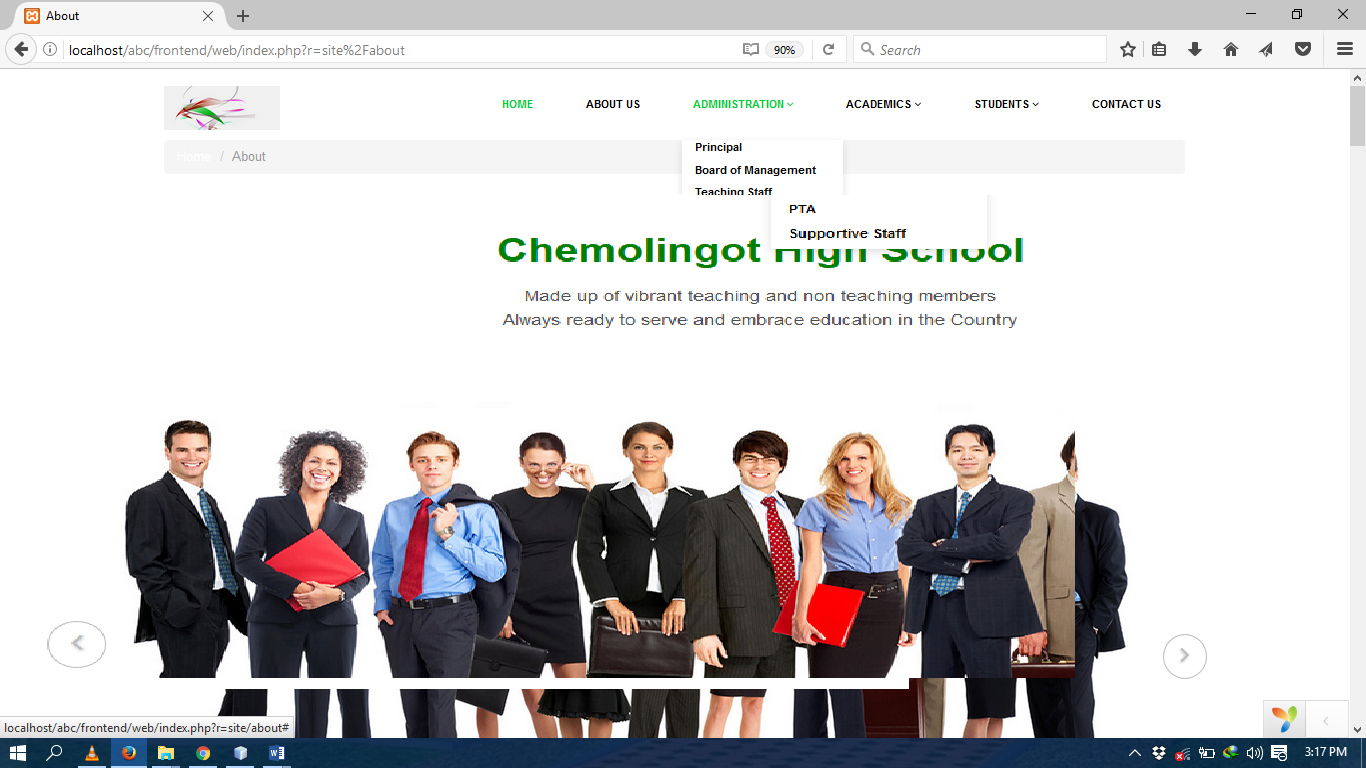 About
localhost/abc/frontend/web/index.php?r=site%2Fabout
90%
Search
HOME
ABOUT US
ADMINISTRATION
ACADEMICS
STUDENTS
CONTACT US
Home / About
Principal
Board of Management
Teaching Staff
PTA
Supportive Staff
Chemolingot High School
Made up of vibrant teaching and non teaching members
Always ready to serve and embrace education in the Country
localhost/abc/frontend/web/index.php?r=site/about#
3:17 PM